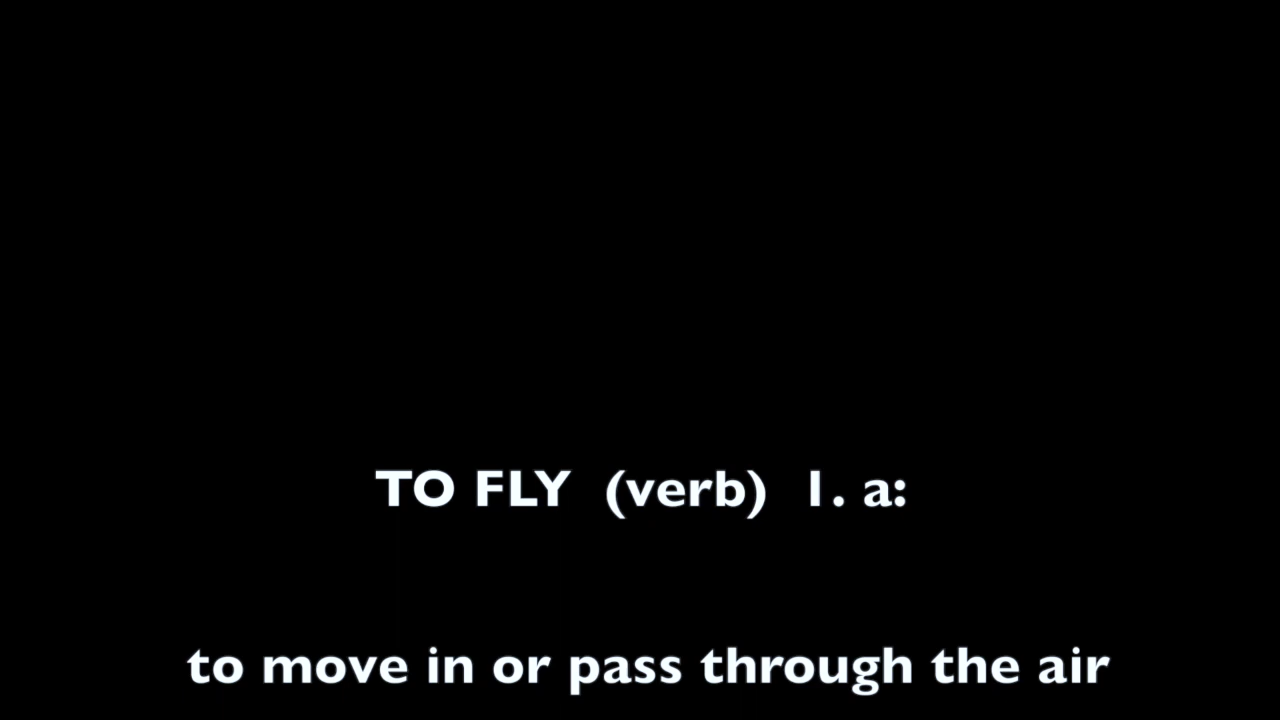 TO FLY (verb) 1. a:
to move in or pass through the air